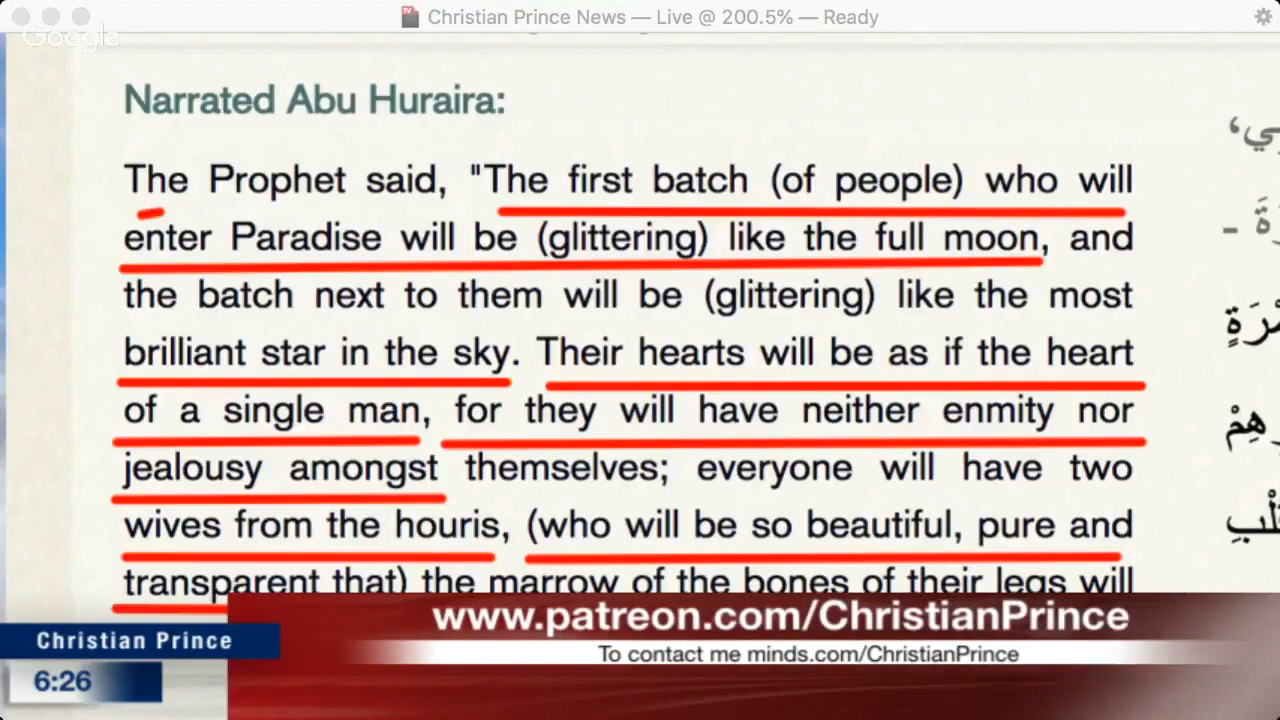 Christian Prince News — Live @ 200.5% — Ready
Google
Narrated Abu Huraira:
The Prophet said, "The first batch (of people) who will
enter Paradise will be (glittering) like the full moon, and
the batch next to them will be (glittering) like the most
brilliant star in the sky. Their hearts will be as if the heart
of a single man, for they will have neither enmity nor
jealousy amongst themselves; everyone will have two
wives from the houris, (who will be so beautiful, pure and
transparent that) the marrow of the bones of their legs will
www.patreon.com/ChristianPrince
Christian Prince
To contact me minds.com/ChristianPrince
6:26